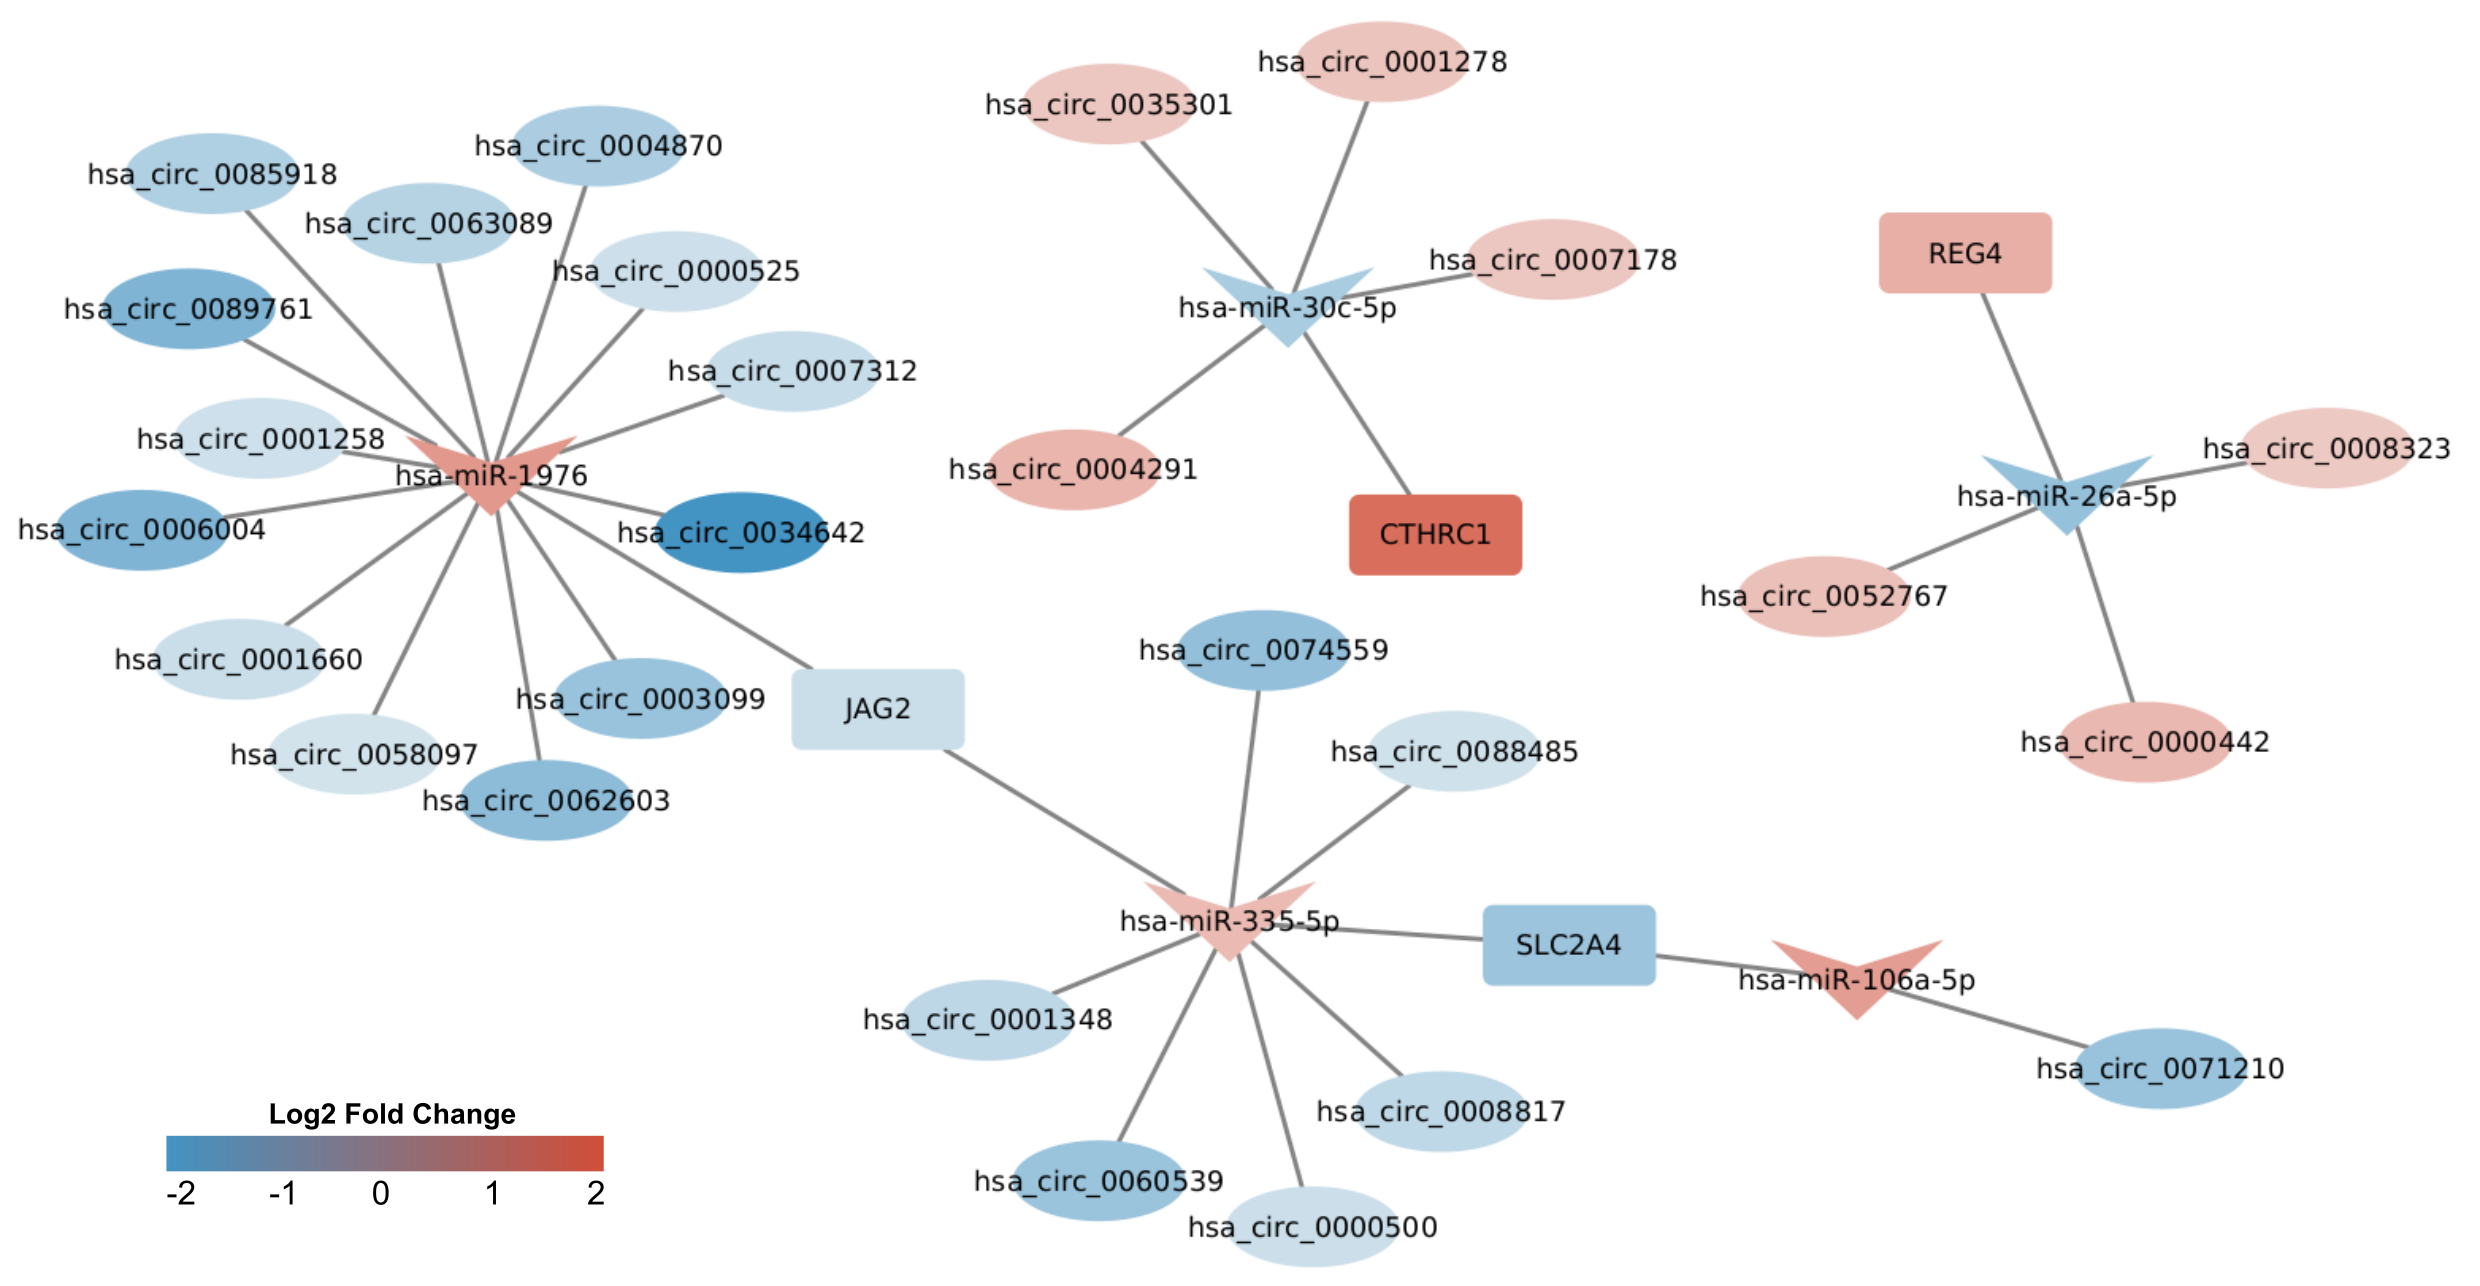 hsa_circ_0001278
hsa_circ_0035301
hsa_circ_0004870
hsa_circ_0085918
hsa_circ_0063089
hsa_circ_0000525
hsa_circ_0007178
REG4
hsa_circ_0089761
hsa-miR-30c-5p
hsa_circ_0007312
hsa_circ_0001258
hsa_circ_0008323
hsa-miR-1976
hsa_circ_0004291
hsa-miR-26a-5p
hsa_circ_0006004
hsa_circ_0034642
CTHRC1
hsa_circ_0052767
hsa_circ_0074559
hsa_circ_0001660
hsa_circ_0003099
JAG2
hsa_circ_0000442
hsa_circ_0058097
hsa_circ_0088485
hsa_circ_0062603
hsa-miR-335-5p
SLC2A4
hsa-miR-106a-5p
hsa_circ_0001348
hsa_circ_0071210
hsa_circ_0008817
Log2 Fold Change
-2 -1 0 1 2
hsa_circ_0060539
hsa_circ_0000500